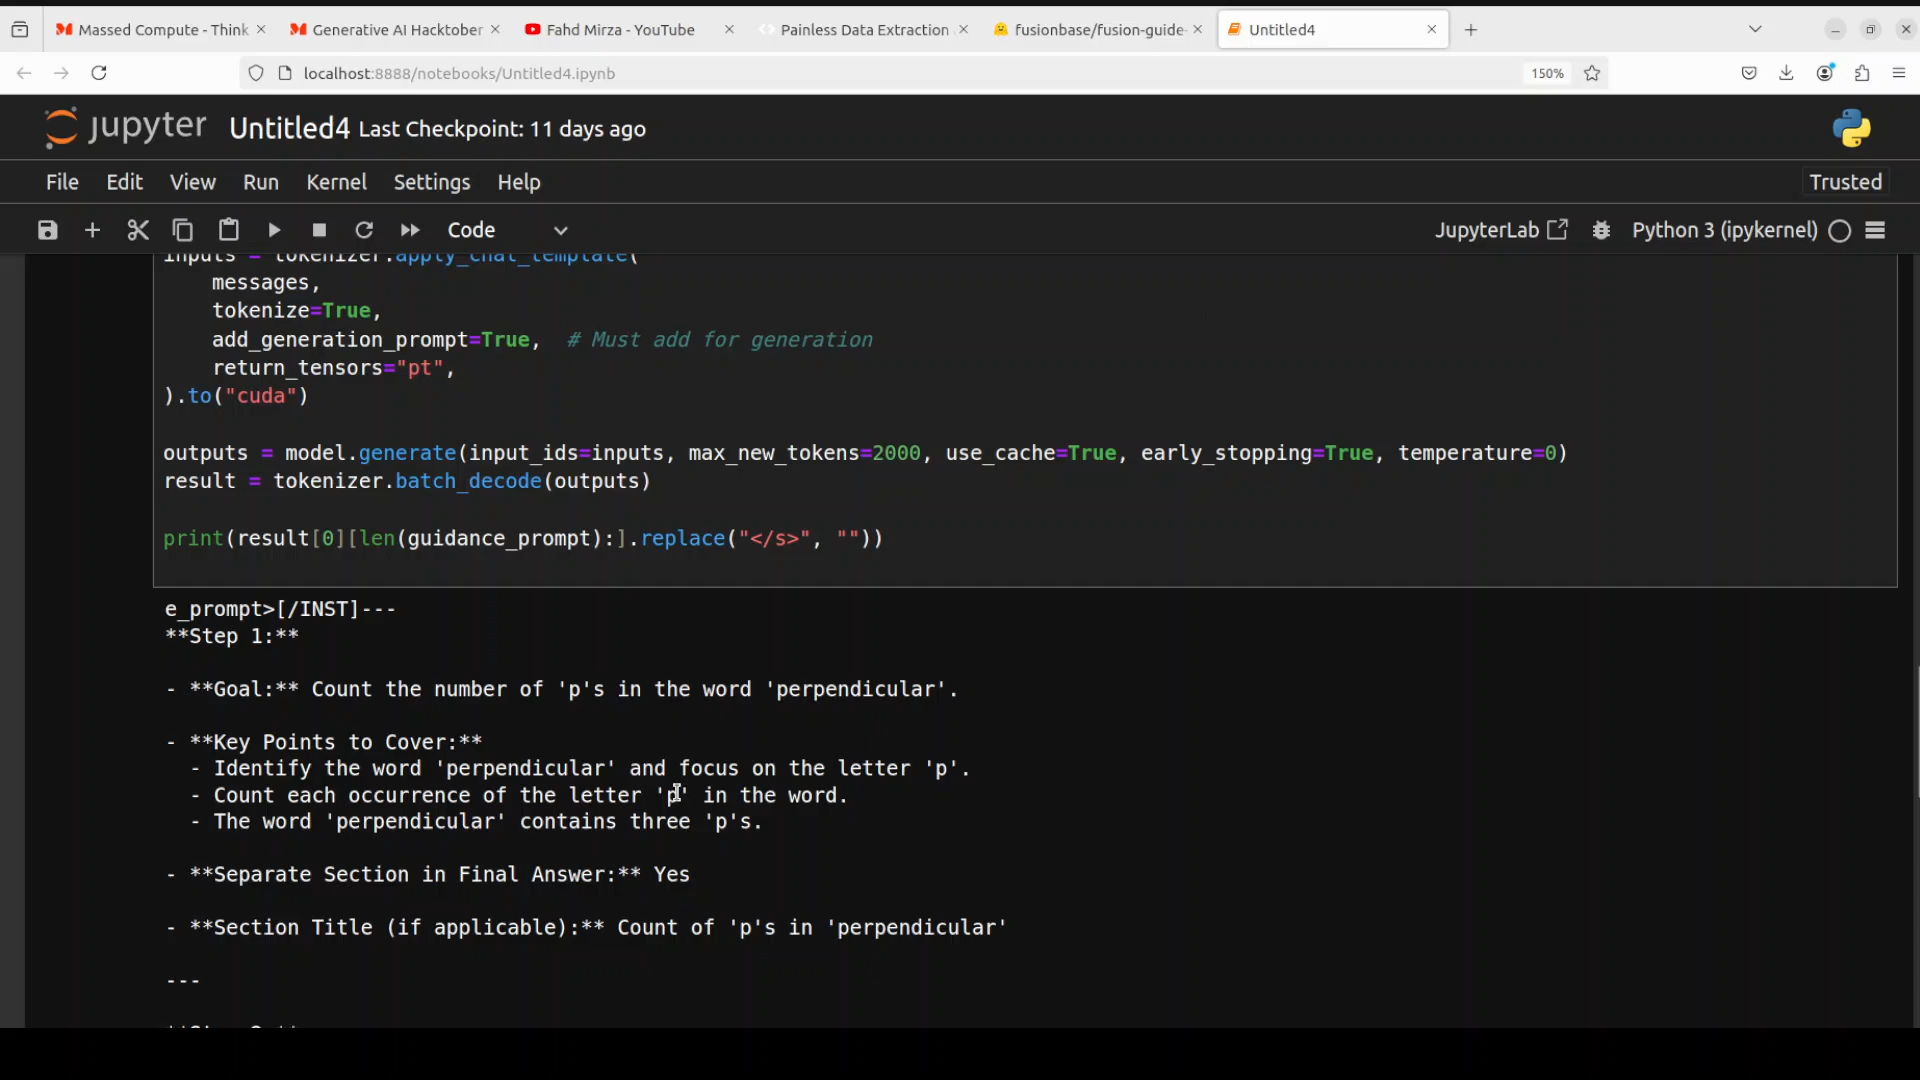 Massed Compute - Think
Generative AI Hacktober
Fahd Mirza - YouTube
Painless Data Extraction
fusionbase/fusion-guide-
Untitled4
localhost:8888/notebooks/Untitled4.ipynb
150%
jupyter Untitled4 Last Checkpoint: 11 days ago
File Edit View Run Kernel Settings Help
Trusted
Code
JupyterLab
Python 3 (ipykernel)
inputs = tokenizer.apply_chat_template(
messages,
tokenize=True,
add_generation_prompt=True,  # Must add for generation
return_tensors="pt",
).to("cuda")
outputs = model.generate(input_ids=inputs, max_new_tokens=2000, use_cache=True, early_stopping=True, temperature=0)
result = tokenizer.batch_decode(outputs)
print(result[0][len(guidance_prompt):].replace("</s>", ""))
e_prompt>[/INST]---
**Step 1:**
- **Goal:** Count the number of 'p's in the word 'perpendicular'.
- **Key Points to Cover:**
- Identify the word 'perpendicular' and focus on the letter 'p'.
- Count each occurrence of the letter 'p' in the word.
- The word 'perpendicular' contains three 'p's.
- **Separate Section in Final Answer:** Yes
- **Section Title (if applicable):** Count of 'p's in 'perpendicular'
---